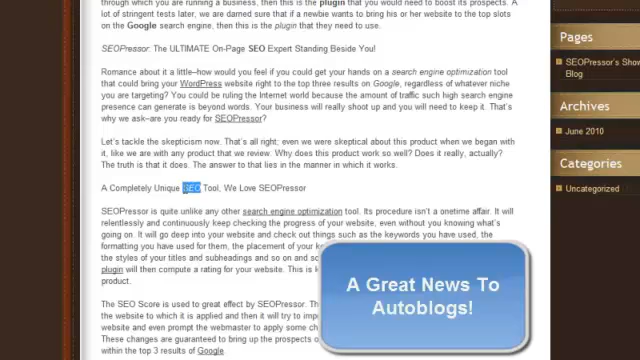 through which you are running a business, then this is the plugin that you would need to boost its prospects. A
lot of stringent tests later, we are darned sure that if a newbie wants to bring his or her website to the top slots
on the Google search engine, then this is the plugin that they need to use.
SEOPressor: The ULTIMATE On-Page SEO Expert Standing Beside You!
Romance about it a little–how would you feel if you could get your hands on a search engine optimization tool
that could bring your WordPress website right to the top three results on Google, regardless of whatever niche
you are targeting? You could be ruling the Internet world because the amount of traffic such high search engine
presence can generate is beyond words. Your business will really shoot up and you will need to keep it. That's
why we ask–are you ready for SEOPressor?
Let's tackle the skepticism now. That's all right: even we were skeptical about this product when we began with
it, like we are with any product that we review. Why does this product work so well? Does it really, actually?
The truth is that it does. The answer to that lies in the manner in which it works.
A Completely Unique SEO Tool, We Love SEOPressor
SEOPressor is quite unlike any other search engine optimization tool. Its procedure isn't a onetime affair. It will
relentlessly and continuously keep checking the progress of your website, even without you knowing what's
going on. It will go deep into your website and check out things such as the keywords you have used, the
formatting you have used for them, the placement of your
the styles of your titles and subheadings and so on and so
plugin will then compute a rating for your website. This is
product.
The SEO Score is used to great effect by SEOPressor.
the website to which it is applied and then it will try to
website and even prompt the webmaster to apply some
These changes are guaranteed to bring up the prospects
within the top 3 results of Google.
A Great News To
Autoblogs!
Pages
SEOPressor's Show
Blog
Archives
June 2010
Categories
Uncategorized